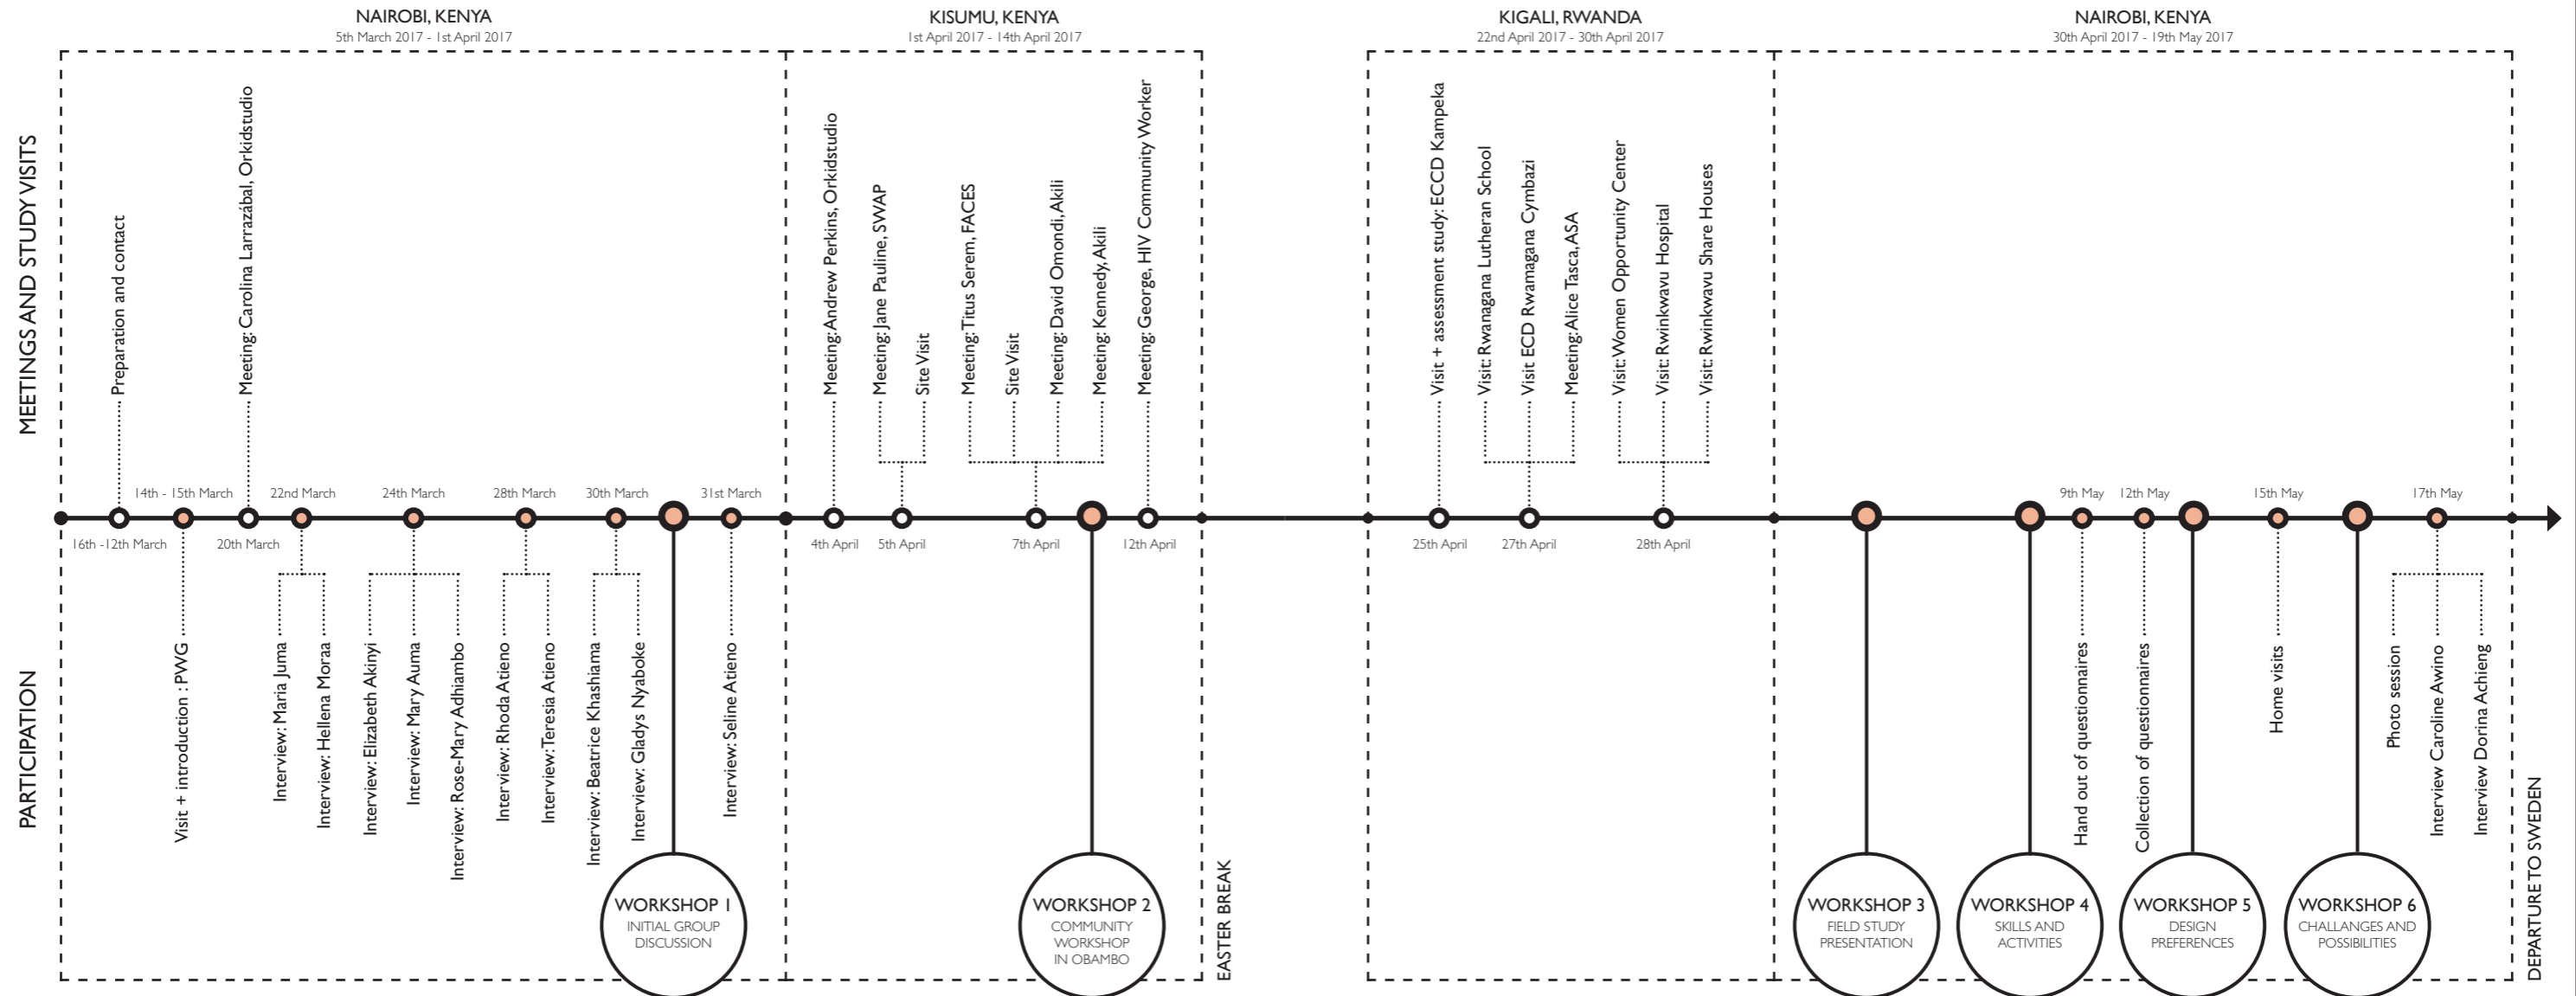 NAIROBI, KENYA
5th March 2017 - 1st April 2017
KISUMU, KENYA
1st April 2017 - 14th April 2017
KIGALI, RWANDA
22nd April 2017 - 30th April 2017
NAIROBI, KENYA
30th April 2017 - 19th May 2017
MEETINGS AND STUDY VISITS
Preparation and contact
Meeting: Carolina Larrazábal, Orkidstudio
Meeting: Andrew Perkins, Orkidstudio
Meeting: Jane Pauline, SWAP
Site Visit
Meeting: Titus Serem, FACES
Site Visit
Meeting: David Omondi, Akili
Meeting: Kennedy, Akili
Meeting: George, HIV Community Worker
Visit + assessment study: ECCD Kampeka
Visit: Rwanagana Lutheran School
Visit ECD Rwamagana Cymbazi
Meeting: Alice Tasca, ASA
Visit: Women Opportunity Center
Visit: Rwinkwavu Hospital
Visit: Rwinkwavu Share Houses
14th - 15th March
22nd March
24th March
28th March
30th March
31st March
9th May
12th May
15th May
17th May
16th -12th March
20th March
4th April
5th April
7th April
12th April
25th April
27th April
28th April
PARTICIPATION
Visit + introduction : PWG
Interview: Maria Juma
Interview: Hellena Moraa
Interview: Elizabeth Akinyi
Interview: Mary Auma
Interview: Rose-Mary Adhiambo
Interview: Rhoda Atieno
Interview: Teresia Atieno
Interview: Beatrice Khashiama
Interview: Gladys Nyaboke
Interview: Seline Atieno
Hand out of questionnaires
Collection of questionnaires
Home visits
Photo session
Interview Caroline Awino
Interview Dorina Achieng
WORKSHOP 1
INITIAL GROUP
DISCUSSION
WORKSHOP 2
COMMUNITY
WORKSHOP
IN OBAMBO
EASTER BREAK
WORKSHOP 3
FIELD STUDY
PRESENTATION
WORKSHOP 4
SKILLS AND
ACTIVITIES
WORKSHOP 5
DESIGN
PREFERENCES
WORKSHOP 6
CHALLANGES AND
POSSIBILITIES
DEPARTURE TO SWEDEN